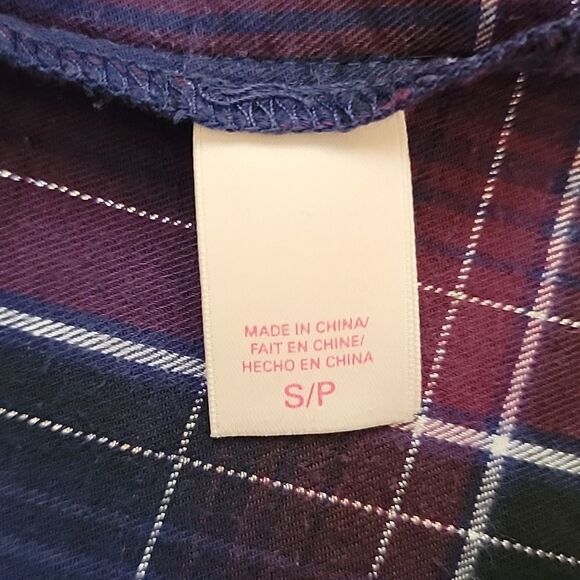 MADE IN CHINA/
FAIT EN CHINE/
HECHO EN CHINA
S/P